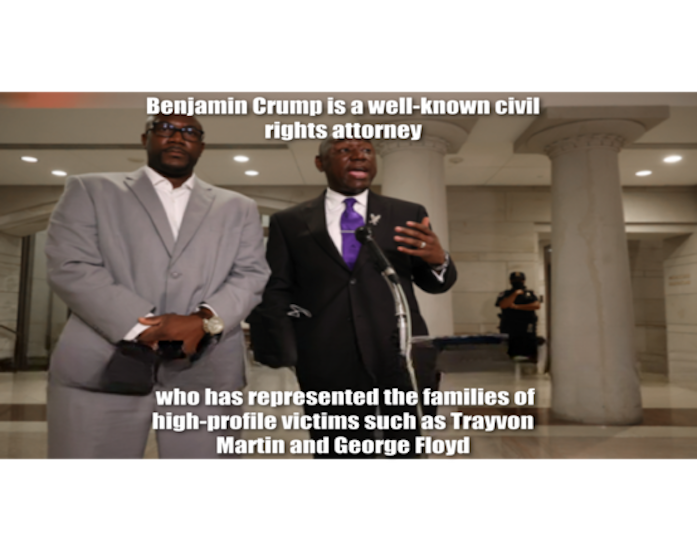 Benjamin Crump is a well-known civil
rights attorney
who has represented the families of
high-profile victims such as Trayvon
Martin and George Floyd